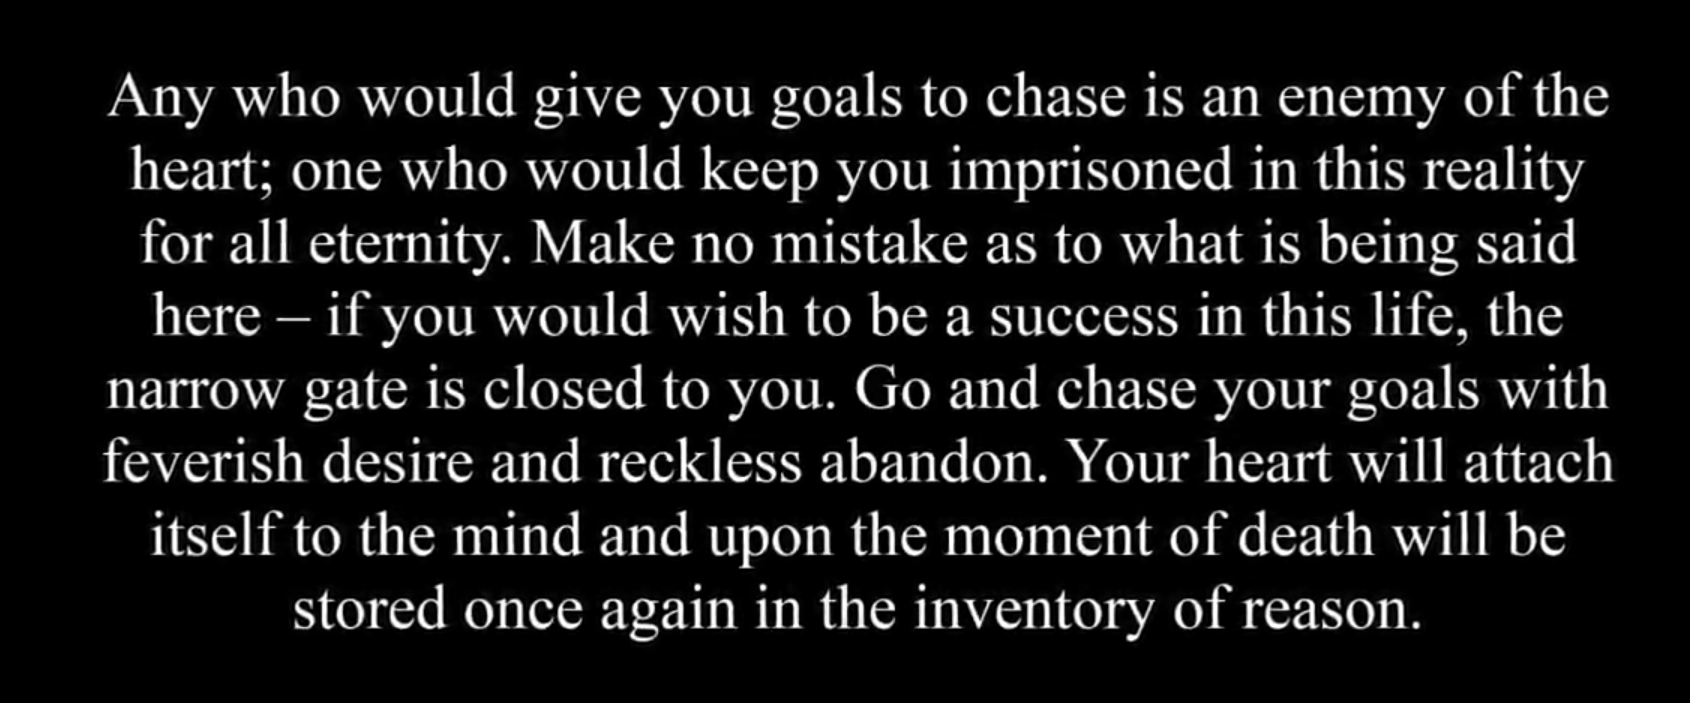 Any who would give you goals to chase is an enemy of the
heart; one who would keep you imprisoned in this reality
for all eternity. Make no mistake as to what is being said
here – if you would wish to be a success in this life, the
narrow gate is closed to you. Go and chase your goals with
feverish desire and reckless abandon. Your heart will attach
itself to the mind and upon the moment of death will be
stored once again in the inventory of reason.